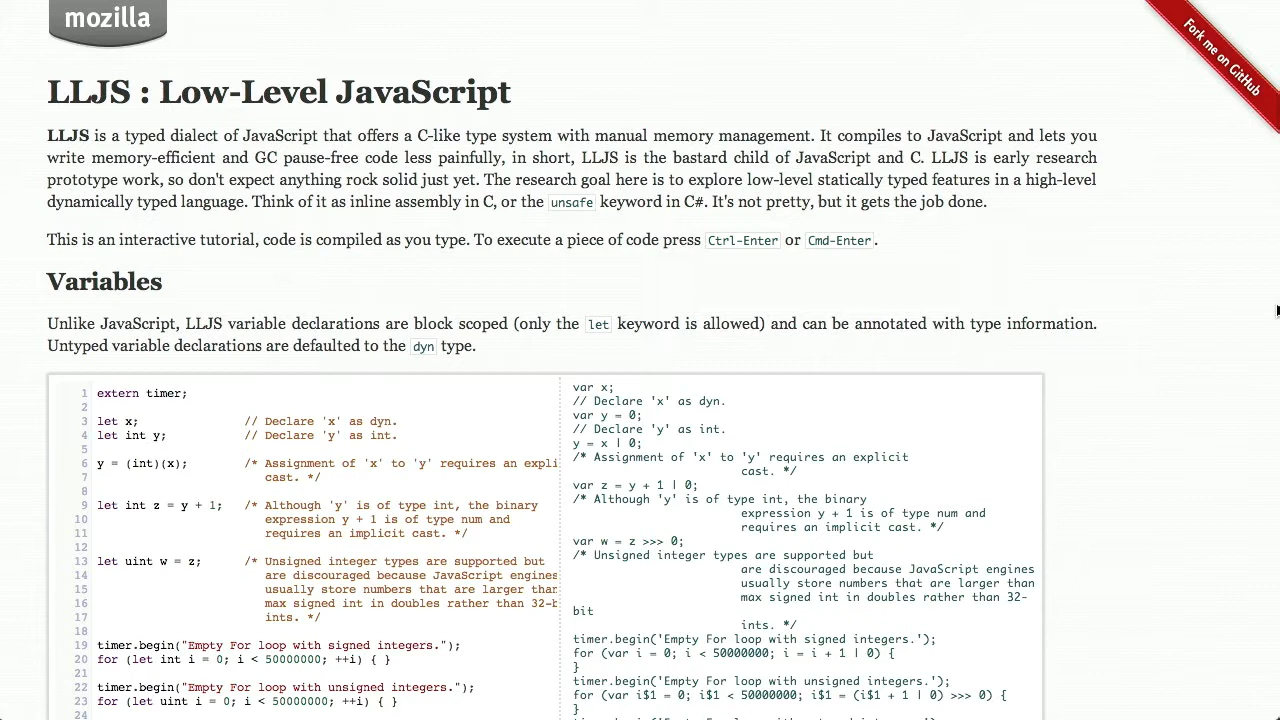 mozilla
Fork me on GitHub
LLJS : Low-Level JavaScript
LLJS is a typed dialect of JavaScript that offers a C-like type system with manual memory management. It compiles to JavaScript and lets you
write memory-efficient and GC pause-free code less painfully, in short, LLJS is the bastard child of JavaScript and C. LLJS is early research
prototype work, so don't expect anything rock solid just yet. The research goal here is to explore low-level statically typed features in a high-level
dynamically typed language. Think of it as inline assembly in C, or the unsafe keyword in C#. It's not pretty, but it gets the job done.
This is an interactive tutorial, code is compiled as you type. To execute a piece of code press Ctrl-Enter or Cmd-Enter.
Variables
Unlike JavaScript, LLJS variable declarations are block scoped (only the let keyword is allowed) and can be annotated with type information.
Untyped variable declarations are defaulted to the dyn type.
1 extern timer;
2
3 let x; // Declare 'x' as dyn.
4 let int y; // Declare 'y' as int.
5
6 y = (int)(x); /* Assignment of 'x' to 'y' requires an expli
7 cast. */
8
9 let int z = y + 1; /* Although 'y' is of type int, the binary
10 expression y + 1 is of type num and
11 requires an implicit cast. */
12
13 let uint w = z; /* Unsigned integer types are supported but
14 are discouraged because JavaScript engines
15 usually store numbers that are larger than
16 max signed int in doubles rather than 32-b
17 ints. */
18
19 timer.begin("Empty For loop with signed integers.");
20 for (let int i = 0; i < 50000000; ++i) { }
21
22 timer.begin("Empty For loop with unsigned integers.");
23 for (let uint i = 0; i < 50000000; ++i) { }
24
var x;
// Declare 'x' as dyn.
var y = 0;
// Declare 'y' as int.
y = x | 0;
/* Assignment of 'x' to 'y' requires an explicit
cast. */
var z = y + 1 | 0;
/* Although 'y' is of type int, the binary
expression y + 1 is of type num and
requires an implicit cast. */
var w = z >>> 0;
/* Unsigned integer types are supported but
are discouraged because JavaScript engines
usually store numbers that are larger than
max signed int in doubles rather than 32-
bit
ints. */
timer.begin('Empty For loop with signed integers.');
for (var i = 0; i < 50000000; i = i + 1 | 0) {
}
timer.begin('Empty For loop with unsigned integers.');
for (var i$1 = 0; i$1 < 50000000; i$1 = (i$1 + 1 | 0) >>> 0) {
}